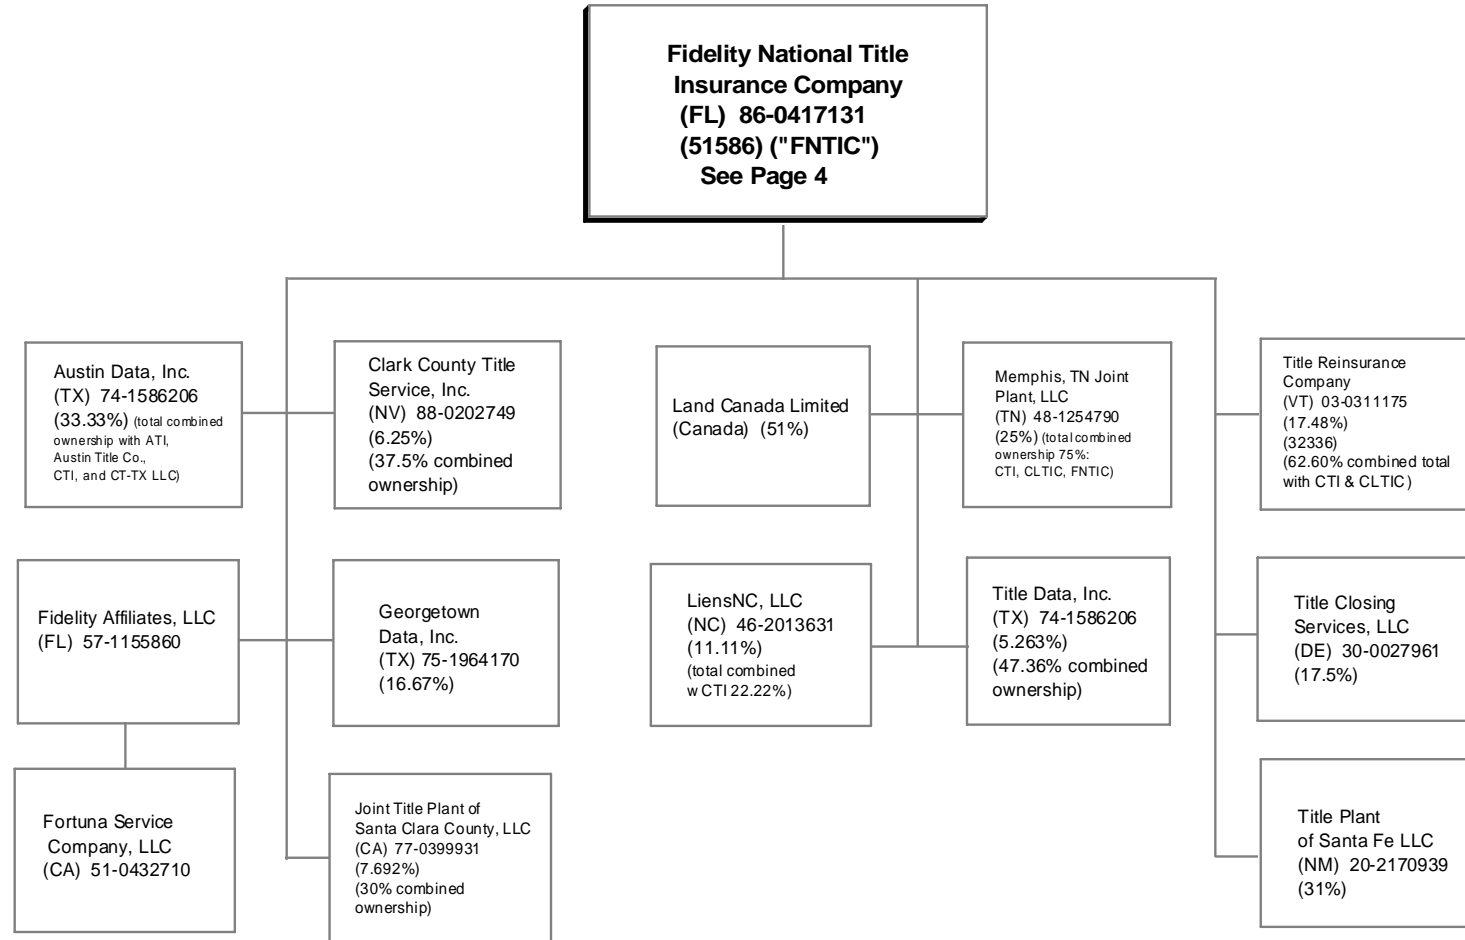 Fidelity National Title
Insurance Company
(FL) 86-0417131
(51586) ("FNTIC")
See Page 4
Austin Data, Inc.
(TX) 74-1586206
(33.33%) (total combined
ownership with ATI,
Austin Title Co.,
CTI, and CT-TX LLC)
Clark County Title
Service, Inc.
(NV) 88-0202749
(6.25%)
(37.5% combined
ownership)
Land Canada Limited
(Canada) (51%)
Memphis, TN Joint
Plant, LLC
(TN) 48-1254790
(25%) (total combined
ownership 75%:
CTI, CLTIC, FNTIC)
Title Reinsurance
Company
(VT) 03-0311175
(17.48%)
(32336)
(62.60% combined total
with CTI & CLTIC)
Fidelity Affiliates, LLC
(FL) 57-1155860
Georgetown
Data, Inc.
(TX) 75-1964170
(16.67%)
LiensNC, LLC
(NC) 46-2013631
(11.11%)
(total combined
w CTI 22.22%)
Title Data, Inc.
(TX) 74-1586206
(5.263%)
(47.36% combined
ownership)
Title Closing
Services, LLC
(DE) 30-0027961
(17.5%)
Fortuna Service
Company, LLC
(CA) 51-0432710
Joint Title Plant of
Santa Clara County, LLC
(CA) 77-0399931
(7.692%)
(30% combined
ownership)
Title Plant
of Santa Fe LLC
(NM) 20-2170939
(31%)